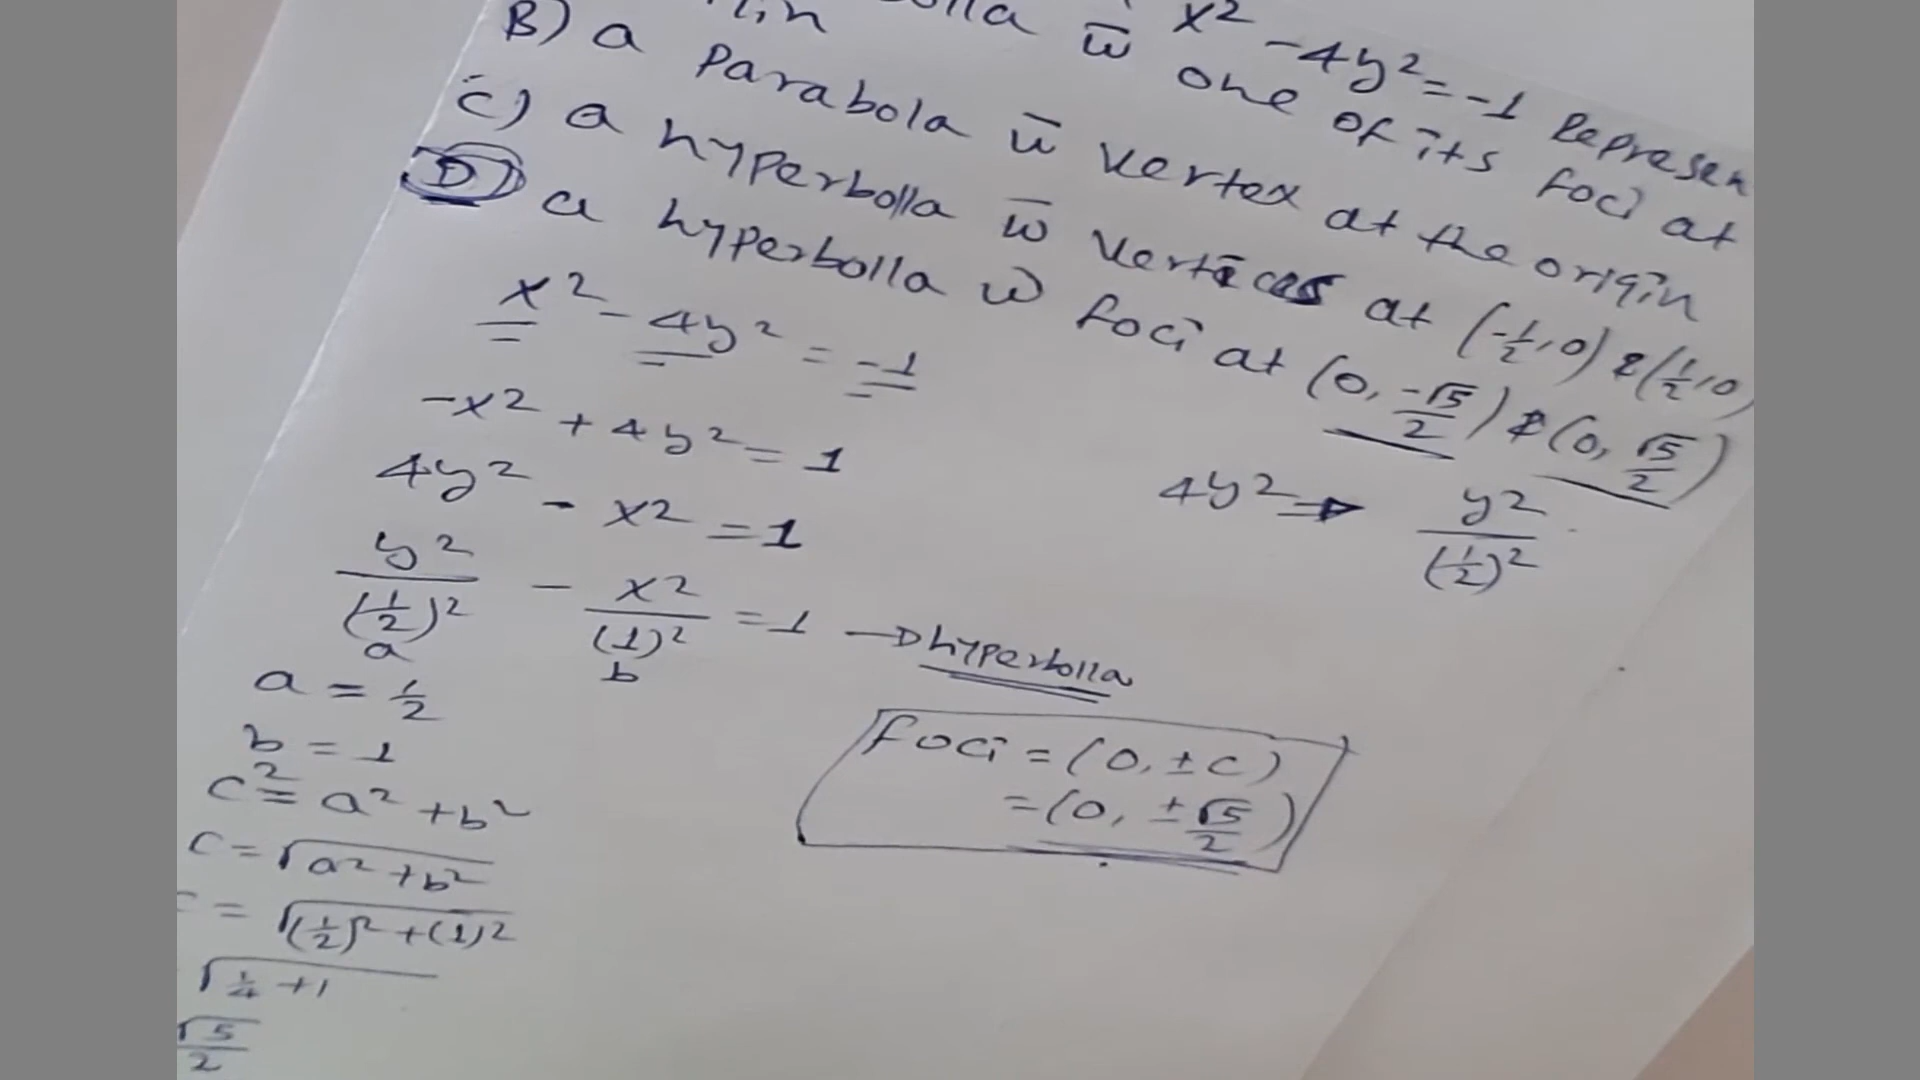 x² - 4y² = -1 Represen
w̄ one of its foci at
B) a Parabola w̄ vertex at the origin
C) a hyperbolla w̄ vertices at (-1/2, 0) & (1/2, 0
D) a hyperbolla w̄ foci at (0, -√5/2) & (0, √5/2)
x² - 4y² = -1
-x² + 4y² = 1
4y² - x² = 1
4y² ⇒ y²/(1/2)²
y²/(1/2)² - x²/(1)² = 1 → hyperbolla
a b
a = 1/2
b = 1
c² = a² + b²
c = √a² + b²
= √(1/2)² + (1)²
√1/4 + 1
√5/2
foci = (0, ± c)
= (0, ± √5/2)